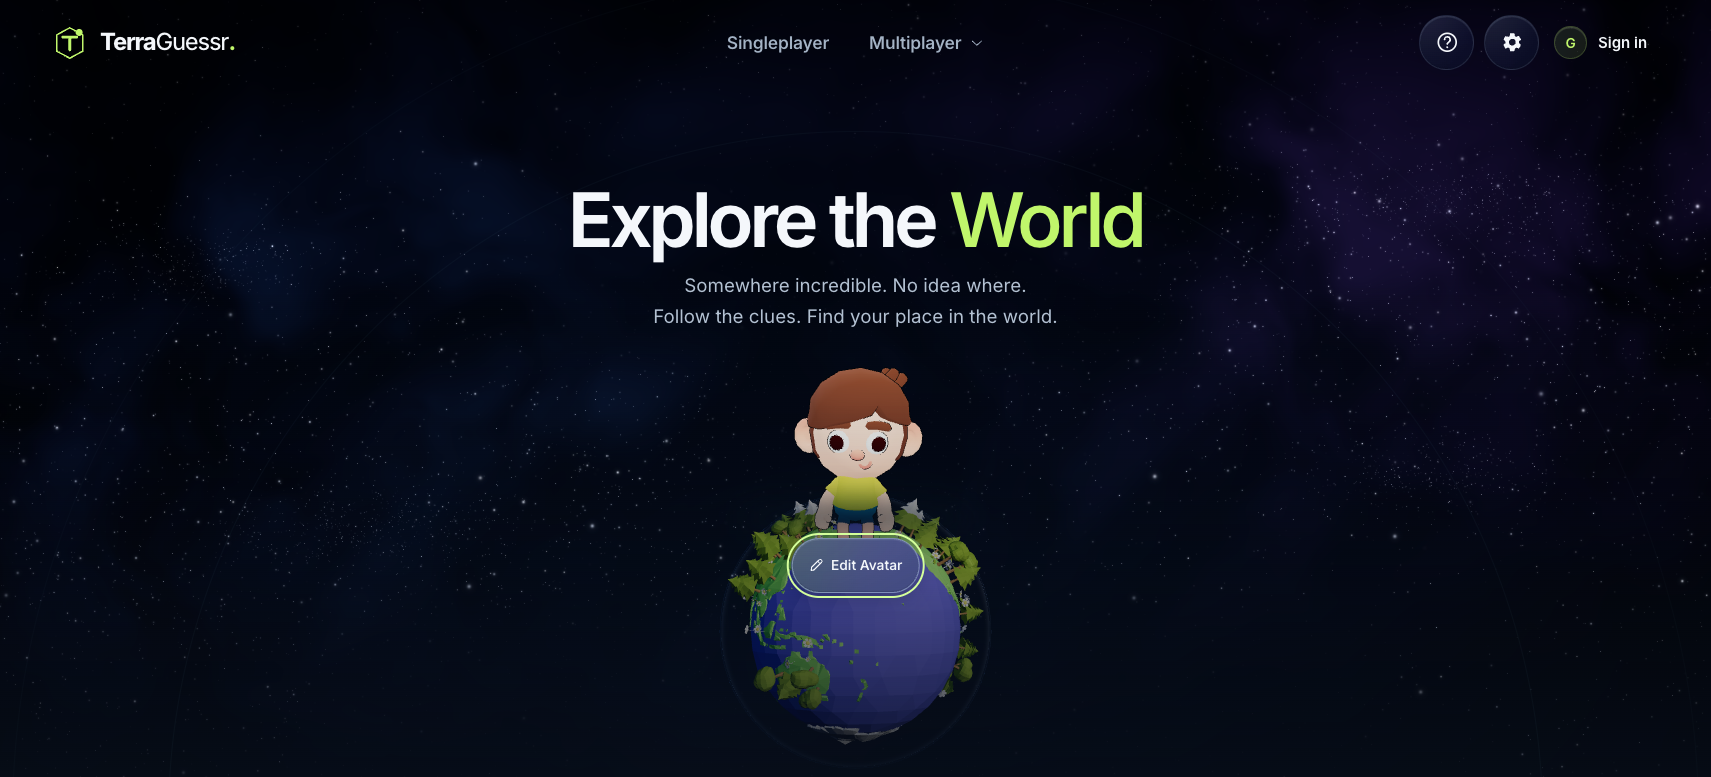 TerraGuessr.
Singleplayer
Multiplayer
G
Sign in
Explore the World
Somewhere incredible. No idea where.
Follow the clues. Find your place in the world.
Edit Avatar